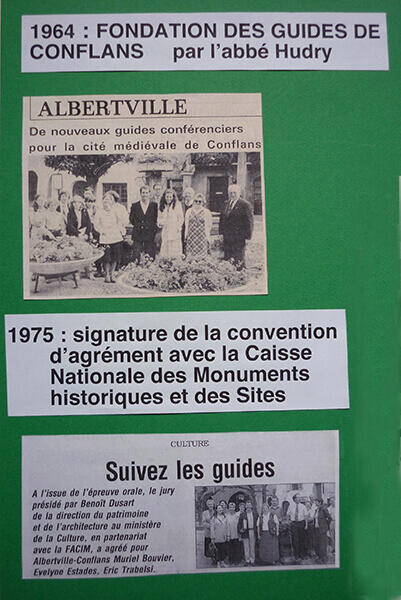 1964 : FONDATION DES GUIDES DE
CONFLANS par l'abbé Hudry
ALBERTVILLE
De nouveaux guides conférenciers
pour la cité médiévale de Conflans
1975 : signature de la convention
d'agrément avec la Caisse
Nationale des Monuments
historiques et des Sites
CULTURE
Suivez les guides
A l'issue de l'épreuve orale, le jury
présidé par Benoît Dusart
de la direction du patrimoine
et de l'architecture au ministère
de la Culture, en partenariat
avec la FACIM, a agréé pour
Albertville-Conflans Muriel Bouvier,
Evelyne Estades, Eric Trabelsi.